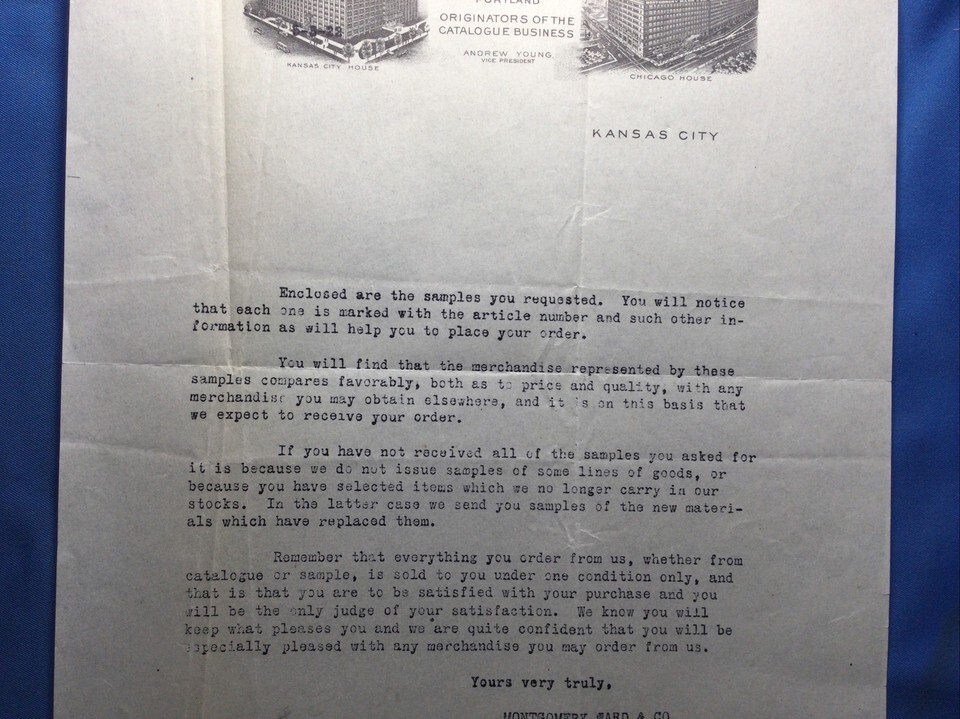 PORTLAND
ORIGINATORS OF THE
CATALOGUE BUSINESS
ANDREW YOUNG
VICE PRESIDENT
KANSAS CITY HOUSE
CHICAGO HOUSE
KANSAS CITY
Enclosed are the samples you requested. You will notice
that each one is marked with the article number and such other in-
formation as will help you to place your order.
You will find that the merchandise represented by these
samples compares favorably, both as to price and quality, with any
merchandise you may obtain elsewhere, and it is on this basis that
we expect to receive your order.
If you have not received all of the samples you asked for
it is because we do not issue samples of some lines of goods, or
because you have selected items which we no longer carry in our
stocks. In the latter case we send you samples of the new materi-
als which have replaced them.
Remember that everything you order from us, whether from
catalogue or sample, is sold to you under one condition only, and
that is that you are to be satisfied with your purchase and you
will be the only judge of your satisfaction. We know you will
keep what pleases you and we are quite confident that you will be
especially pleased with any merchandise you may order from us.
Yours very truly,
MONTGOMERY WARD & CO